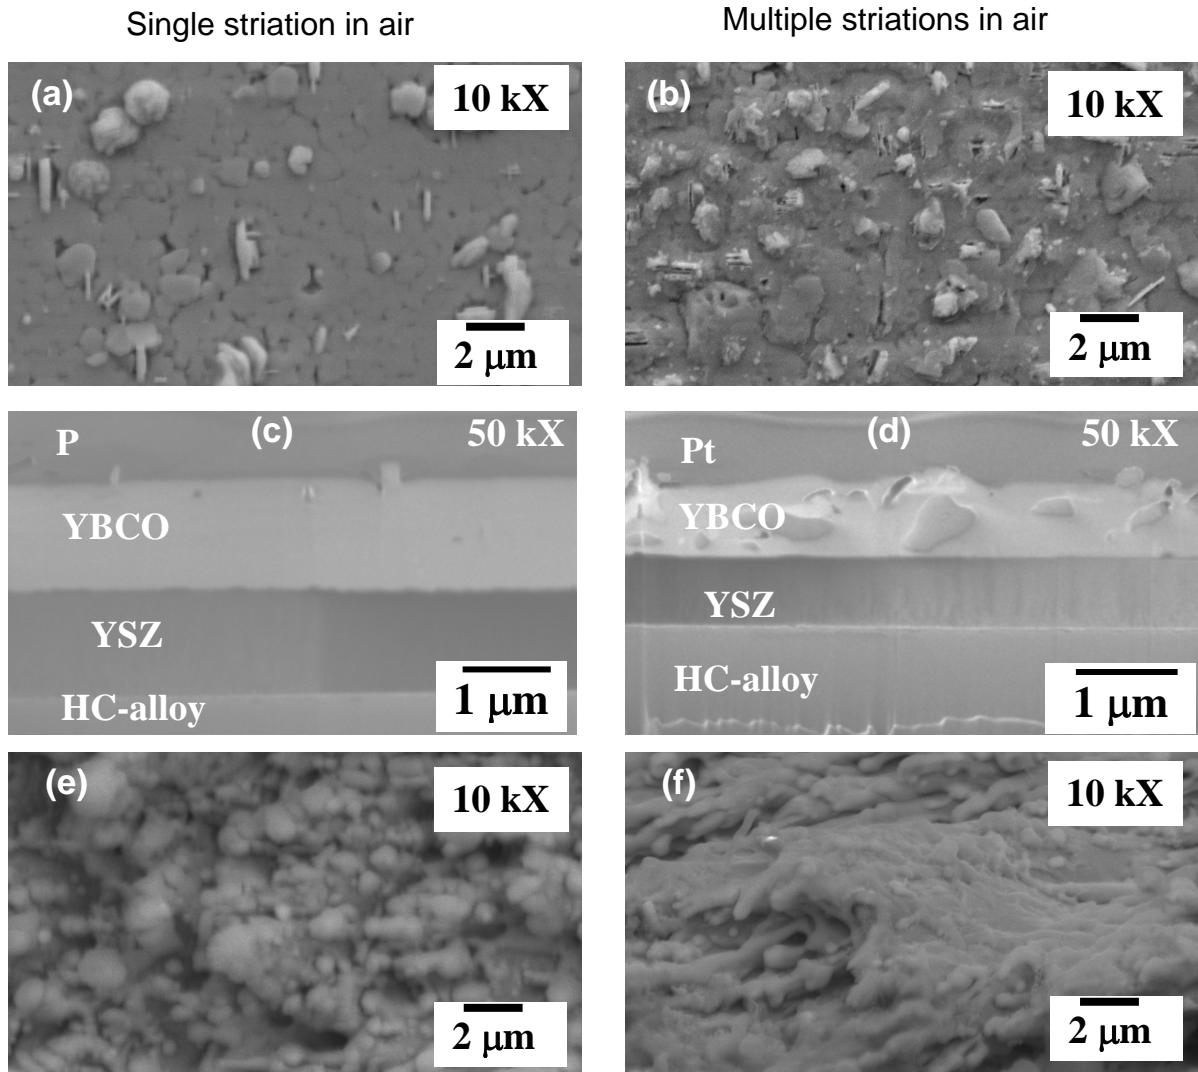 Single striation in air
Multiple striations in air
(a)
10 kX
2 μm
(b)
10 kX
2 μm
(c)
50 kX
P
YBCO
YSZ
HC-alloy
1 μm
(d)
50 kX
Pt
YBCO
YSZ
HC-alloy
1 μm
(e)
10 kX
2 μm
(f)
10 kX
2 μm